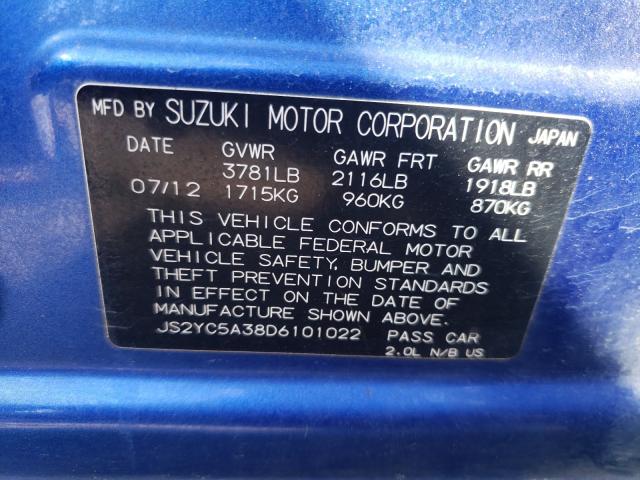 MFD BY SUZUKI MOTOR CORPORATION JAPAN
DATE GVWR GAWR FRT GAWR RR
3781LB 2116LB 1918LB
07/12 1715KG 960KG 870KG
THIS VEHICLE CONFORMS TO ALL
APPLICABLE FEDERAL MOTOR
VEHICLE SAFETY, BUMPER AND
THEFT PREVENTION STANDARDS
IN EFFECT ON THE DATE OF
MANUFACTURE SHOWN ABOVE.
JS2YC5A38D6101022 PASS CAR
2.0L N/B US